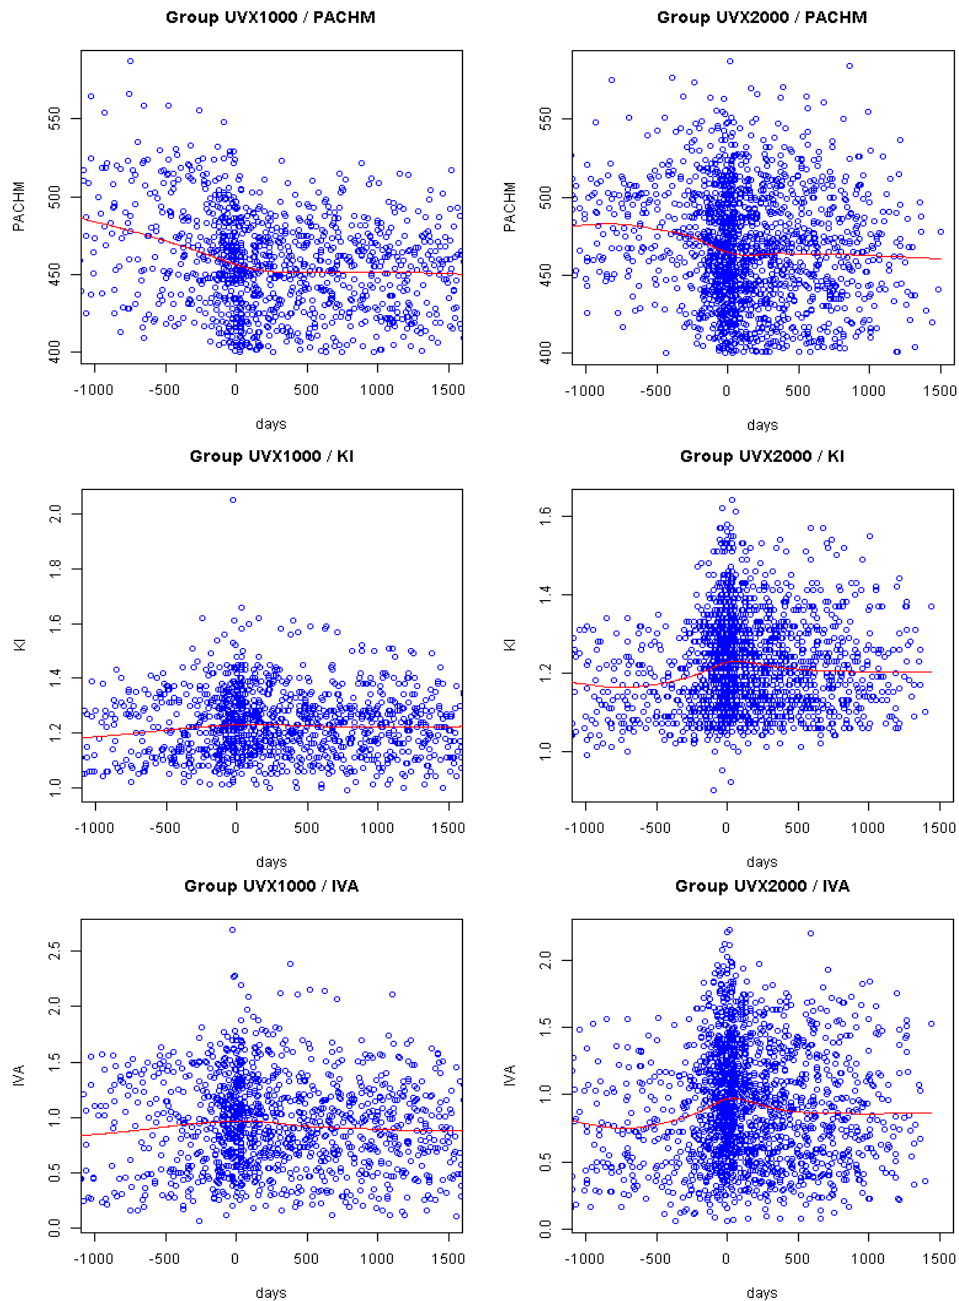 Group UVX1000 / PACHM
PACHM
550
500
450
400
-1000 -500 0 500 1000 1500
days
Group UVX2000 / PACHM
PACHM
550
500
450
400
-1000 -500 0 500 1000 1500
days
Group UVX1000 / KI
KI
2.0
1.8
1.6
1.4
1.2
1.0
-1000 -500 0 500 1000 1500
days
Group UVX2000 / KI
KI
1.6
1.4
1.2
1.0
-1000 -500 0 500 1000 1500
days
Group UVX1000 / IVA
IVA
2.5
2.0
1.5
1.0
0.5
0.0
-1000 -500 0 500 1000 1500
days
Group UVX2000 / IVA
IVA
2.0
1.5
1.0
0.5
0.0
-1000 -500 0 500 1000 1500
days